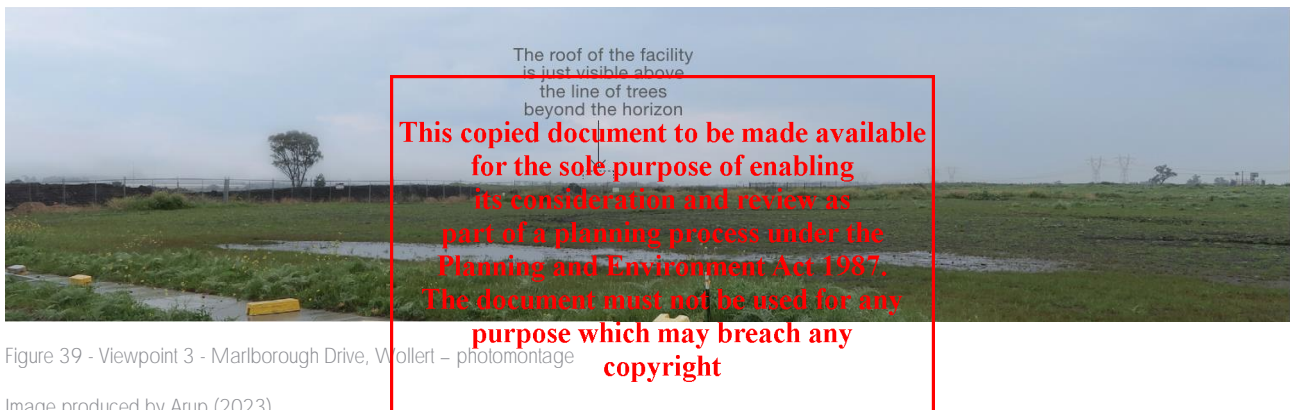 The roof of the facility
is just visible above
the line of trees
beyond the horizon
This copied document to be made available
for the sole purpose of enabling
its consideration and review as
part of a planning process under the
Planning and Environment Act 1987.
The document must not be used for any
purpose which may breach any
copyright
Figure 39 - Viewpoint 3 - Marlborough Drive, Wollert – photomontage
Image produced by Arup (2023)